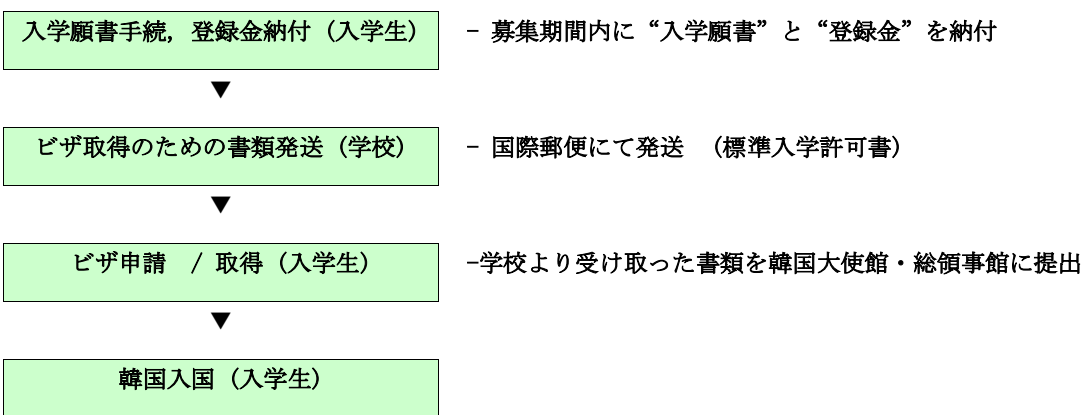 入学願書手続, 登録金納付 (入学生) - 募集期間内に“入学願書”と“登録金”を納付
▼
ビザ取得のための書類発送 (学校) - 国際郵便にて発送 (標準入学許可書)
▼
ビザ申請 / 取得 (入学生) -学校より受け取った書類を韓国大使館・総領事館に提出
▼
韓国入国 (入学生)